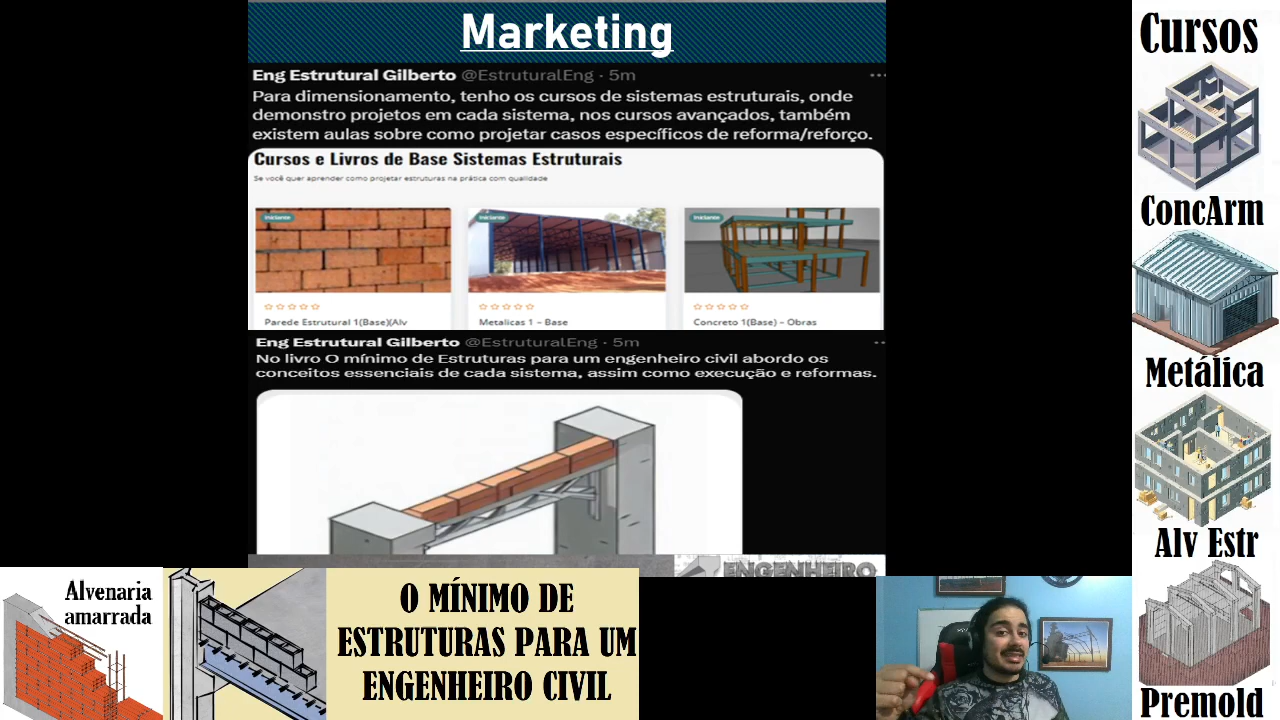 Marketing
Eng Estrutural Gilberto @EstruturalEng · 5m
Para dimensionamento, tenho os cursos de sistemas estruturais, onde
demonstro projetos em cada sistema, nos cursos avançados, também
existem aulas sobre como projetar casos específicos de reforma/reforço.
Cursos e Livros de Base Sistemas Estruturais
Se você quer aprender como projetar estruturas na prática com qualidade
Iniciante
Iniciante
Iniciante
Parede Estrutural 1(Base)(Alv
Metalicas 1 – Base
Concreto 1(Base) – Obras
Eng Estrutural Gilberto @EstruturalEng · 5m
No livro O mínimo de Estruturas para um engenheiro civil abordo os
conceitos essenciais de cada sistema, assim como execução e reformas.
ENGENHEIRO
Alvenaria
amarrada
O MÍNIMO DE
ESTRUTURAS PARA UM
ENGENHEIRO CIVIL
Cursos
ConcArm
Metálica
Alv Estr
Premold